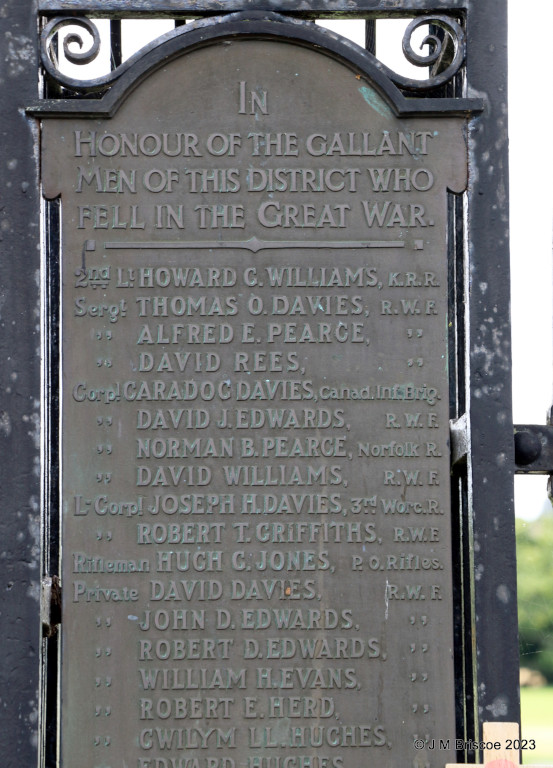 IN
HONOUR OF THE GALLANT
MEN OF THIS DISTRICT WHO
FELL IN THE GREAT WAR.
2nd Lt HOWARD C. WILLIAMS, K.R.R.
Sergt THOMAS O. DAVIES, R.W.F.
,, ALFRED E. PEARCE, ,,
,, DAVID REES, ,,
Corpl CARADOC DAVIES, Canad. Inf. Brig.
,, DAVID J. EDWARDS, R.W.F.
,, NORMAN B. PEARCE, Norfolk R.
,, DAVID WILLIAMS, R.W.F.
L-Corpl JOSEPH H. DAVIES, 3rd Worc. R.
,, ROBERT T. GRIFFITHS, R.W.F.
Rifleman HUGH C. JONES, P.O. Rifles.
Private DAVID DAVIES, R.W.F.
,, JOHN D. EDWARDS, ,,
,, ROBERT D. EDWARDS, ,,
,, WILLIAM H. EVANS, ,,
,, ROBERT E. HERD, ,,
,, GWILYM LL. HUGHES, ,,
EDWARD HUGHES
© J M Briscoe 2023